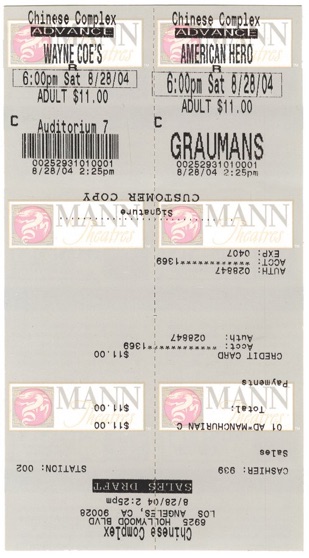 Chinese Complex
ADVANCE
WAYNE COE'S
R
6:00pm Sat 8/28/04
ADULT $11.00
C
Auditorium 7
00252931010001
8/28/04 2:25pm
Chinese Complex
ADVANCE
AMERICAN HERO
R
6:00pm Sat 8/28/04
ADULT $11.00
C
GRAUMANS
00252931010001
8/28/04 2:25pm
MANN
Theatres
MANN
Theatres
MANN
Theatres
MANN
Theatres
Chinese Complex
6925 HOLLYWOOD BLVD
LOS ANGELES, CA 90028
8/28/04 2:25pm
SALES DRAFT
CASHIER: 939 STATION: 002
Sales
01 AD*MANCHURIAN C $11.00
Total: $11.00
Payments
CREDIT CARD $11.00
Acct: ************1369
Auth: 028847
AUTH: 028847
ACCT: ************1369
EXP: 0407
Signature
CUSTOMER COPY